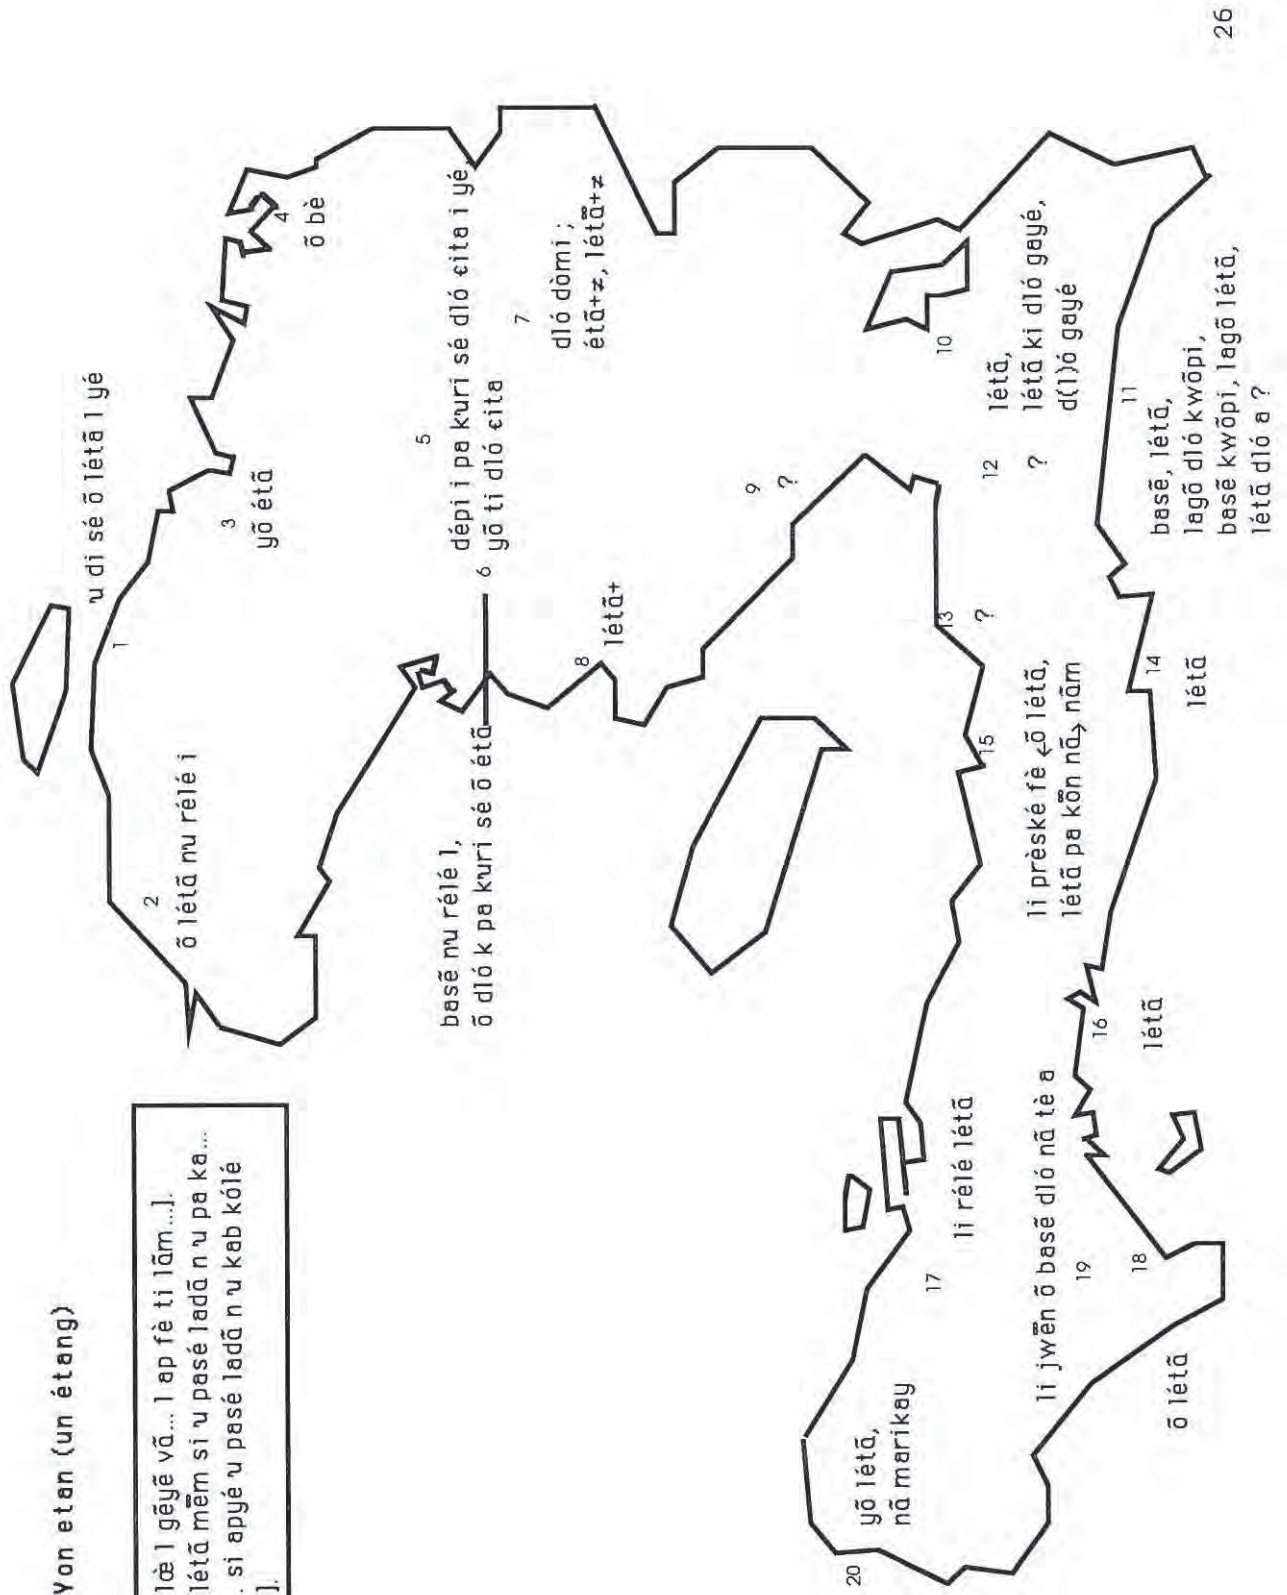 Yon etan (un étang)
lœ̃ l gẽyẽ vã... l ap fè ti lãm...].
létã mẽm si u pasé ladã n u pa ka...
. si apyé u pasé ladã n u kab kólé
].
u di sé õ létã l yé
1
2
õ létã nu rélé i
3
yõ étã
4
õ bè
5
dépi i pa kuri sé dló єita i yé,
6
yõ ti dló єita
basẽ nu rélé l,
õ dló k pa kuri sé õ étã
7
dló dòmi ;
étã+z, létã+z
8
létã+
9
?
10
létã,
létã ki dló gayé,
d(l)ó gayé
11
basẽ, létã,
lagõ dló kwõpi,
basẽ kwõpi, lagõ létã,
létã dló a ?
12
?
13
?
14
létã
15
li prèské fè <õ létã,
létã pa kõn nã> nãm
16
létã
17
li rélé létã
li jwẽn õ basẽ dló nã tè a
19
18
õ létã
20
yõ létã,
nã marikay
26